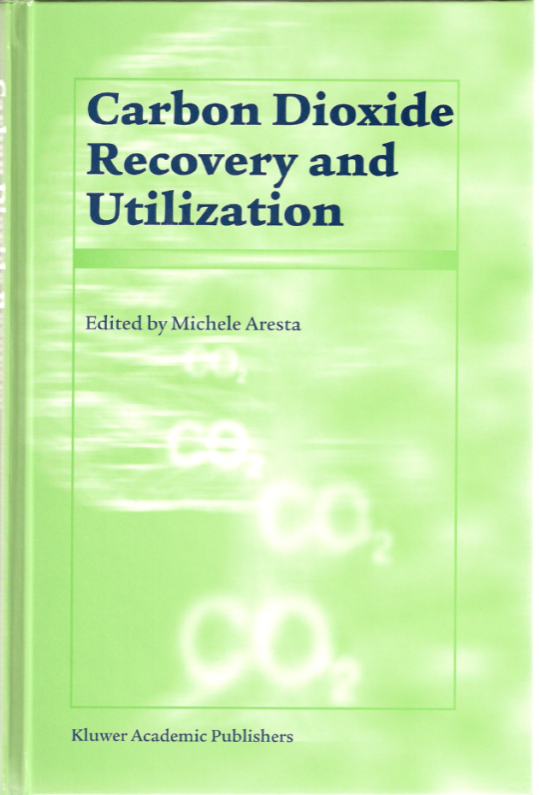 Carbon Dioxide
Recovery and
Utilization
Edited by Michele Aresta
CO2
CO2
CO2
CO2
Kluwer Academic Publishers